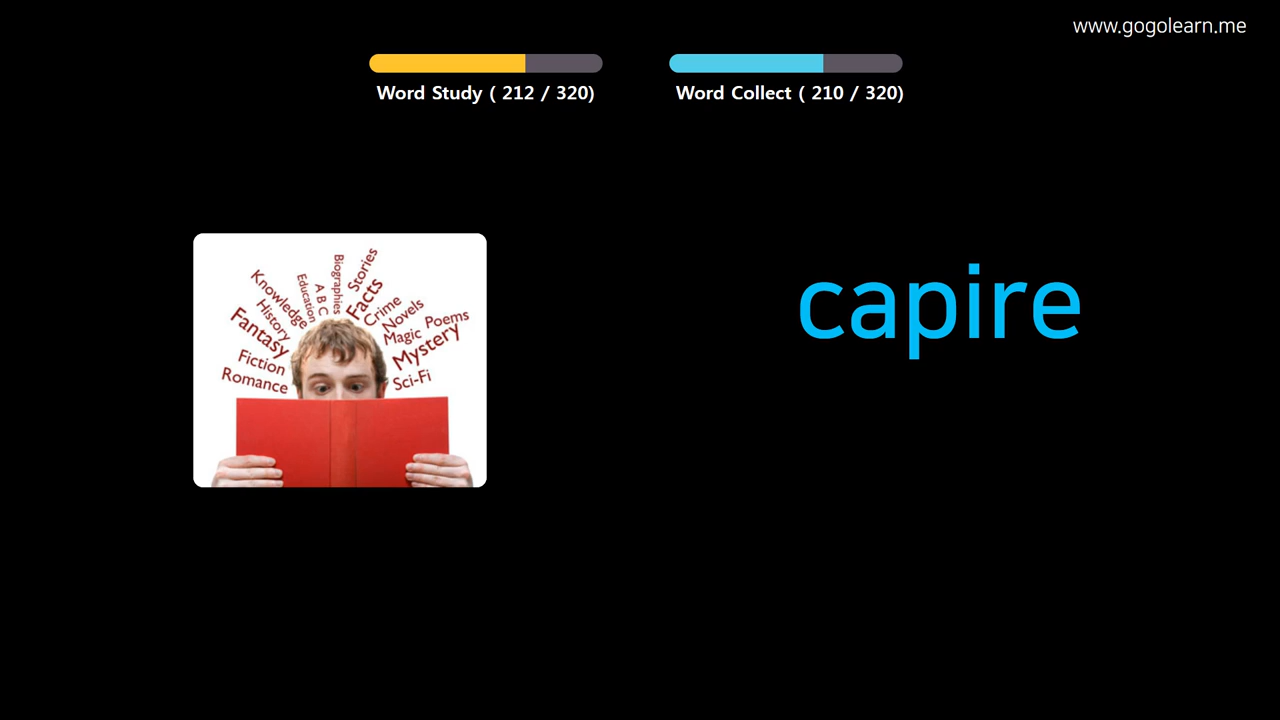 www.gogolearn.me
Word Study ( 212 / 320)
Word Collect ( 210 / 320)
capire
Stories
Biographies
Facts
A B C
Education
Crime
Knowledge
Novels
History
Poems
Magic
Fantasy
Mystery
Fiction
Sci-Fi
Romance